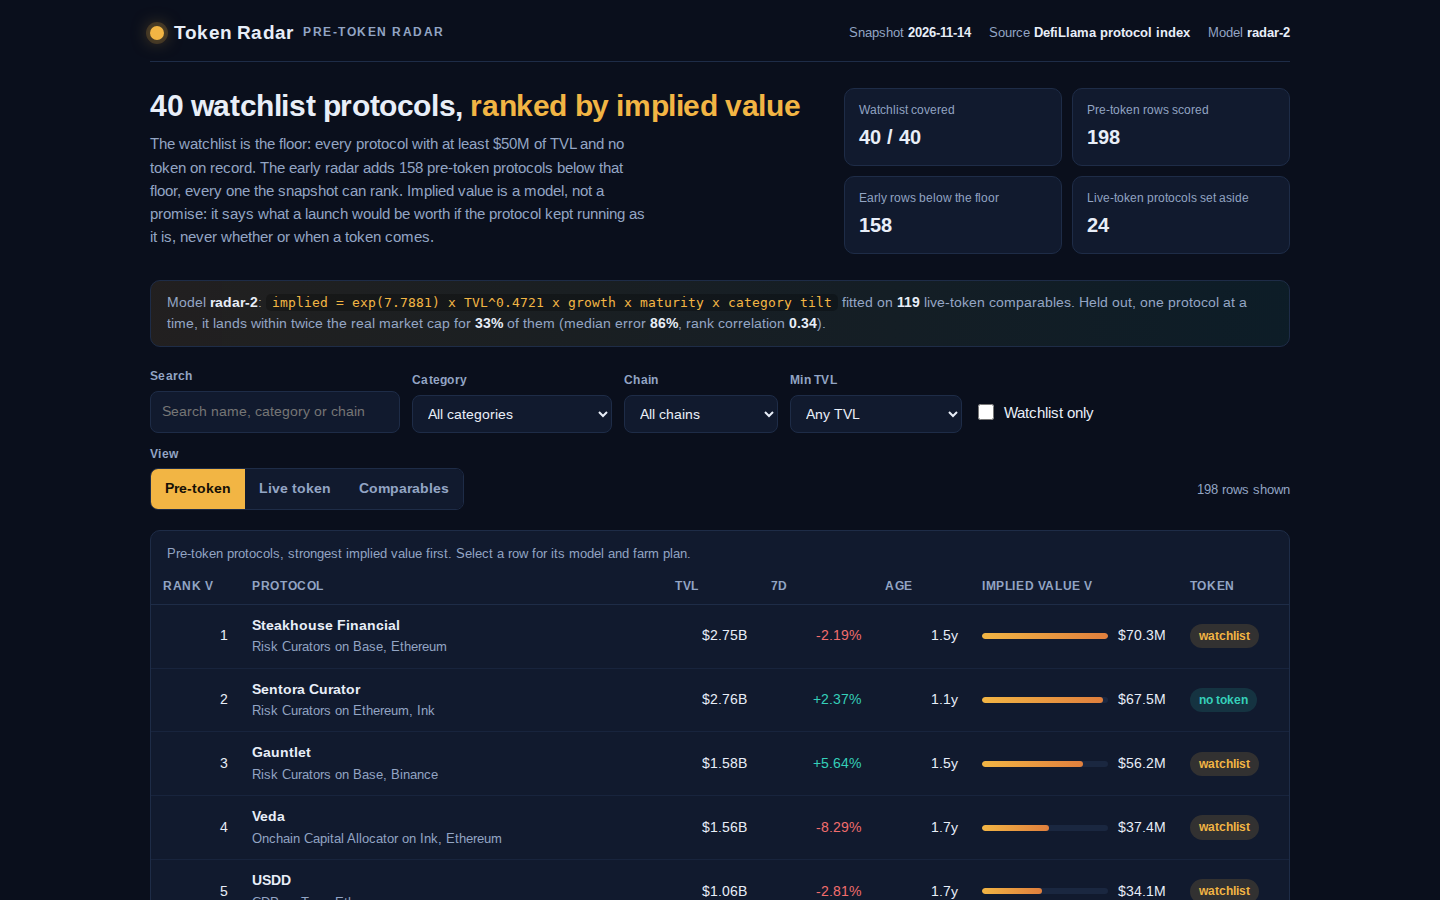 Token Radar PRE-TOKEN RADAR
Snapshot 2026-11-14 Source DefiLlama protocol index Model radar-2
40 watchlist protocols, ranked by implied value
The watchlist is the floor: every protocol with at least $50M of TVL and no
token on record. The early radar adds 158 pre-token protocols below that
floor, every one the snapshot can rank. Implied value is a model, not a
promise: it says what a launch would be worth if the protocol kept running as
it is, never whether or when a token comes.
Watchlist covered
40 / 40
Pre-token rows scored
198
Early rows below the floor
158
Live-token protocols set aside
24
Model radar-2: implied = exp(7.7881) x TVL^0.4721 x growth x maturity x category tilt fitted on 119 live-token comparables. Held out, one protocol at a
time, it lands within twice the real market cap for 33% of them (median error 86%, rank correlation 0.34).
Search
Search name, category or chain
Category
All categories
Chain
All chains
Min TVL
Any TVL
Watchlist only
View
Pre-token Live token Comparables
198 rows shown
Pre-token protocols, strongest implied value first. Select a row for its model and farm plan.
RANK V PROTOCOL TVL 7D AGE IMPLIED VALUE V TOKEN
1 Steakhouse Financial $2.75B -2.19% 1.5y $70.3M watchlist
Risk Curators on Base, Ethereum
2 Sentora Curator $2.76B +2.37% 1.1y $67.5M no token
Risk Curators on Ethereum, Ink
3 Gauntlet $1.58B +5.64% 1.5y $56.2M watchlist
Risk Curators on Base, Binance
4 Veda $1.56B -8.29% 1.7y $37.4M watchlist
Onchain Capital Allocator on Ink, Ethereum
5 USDD $1.06B -2.81% 1.7y $34.1M watchlist